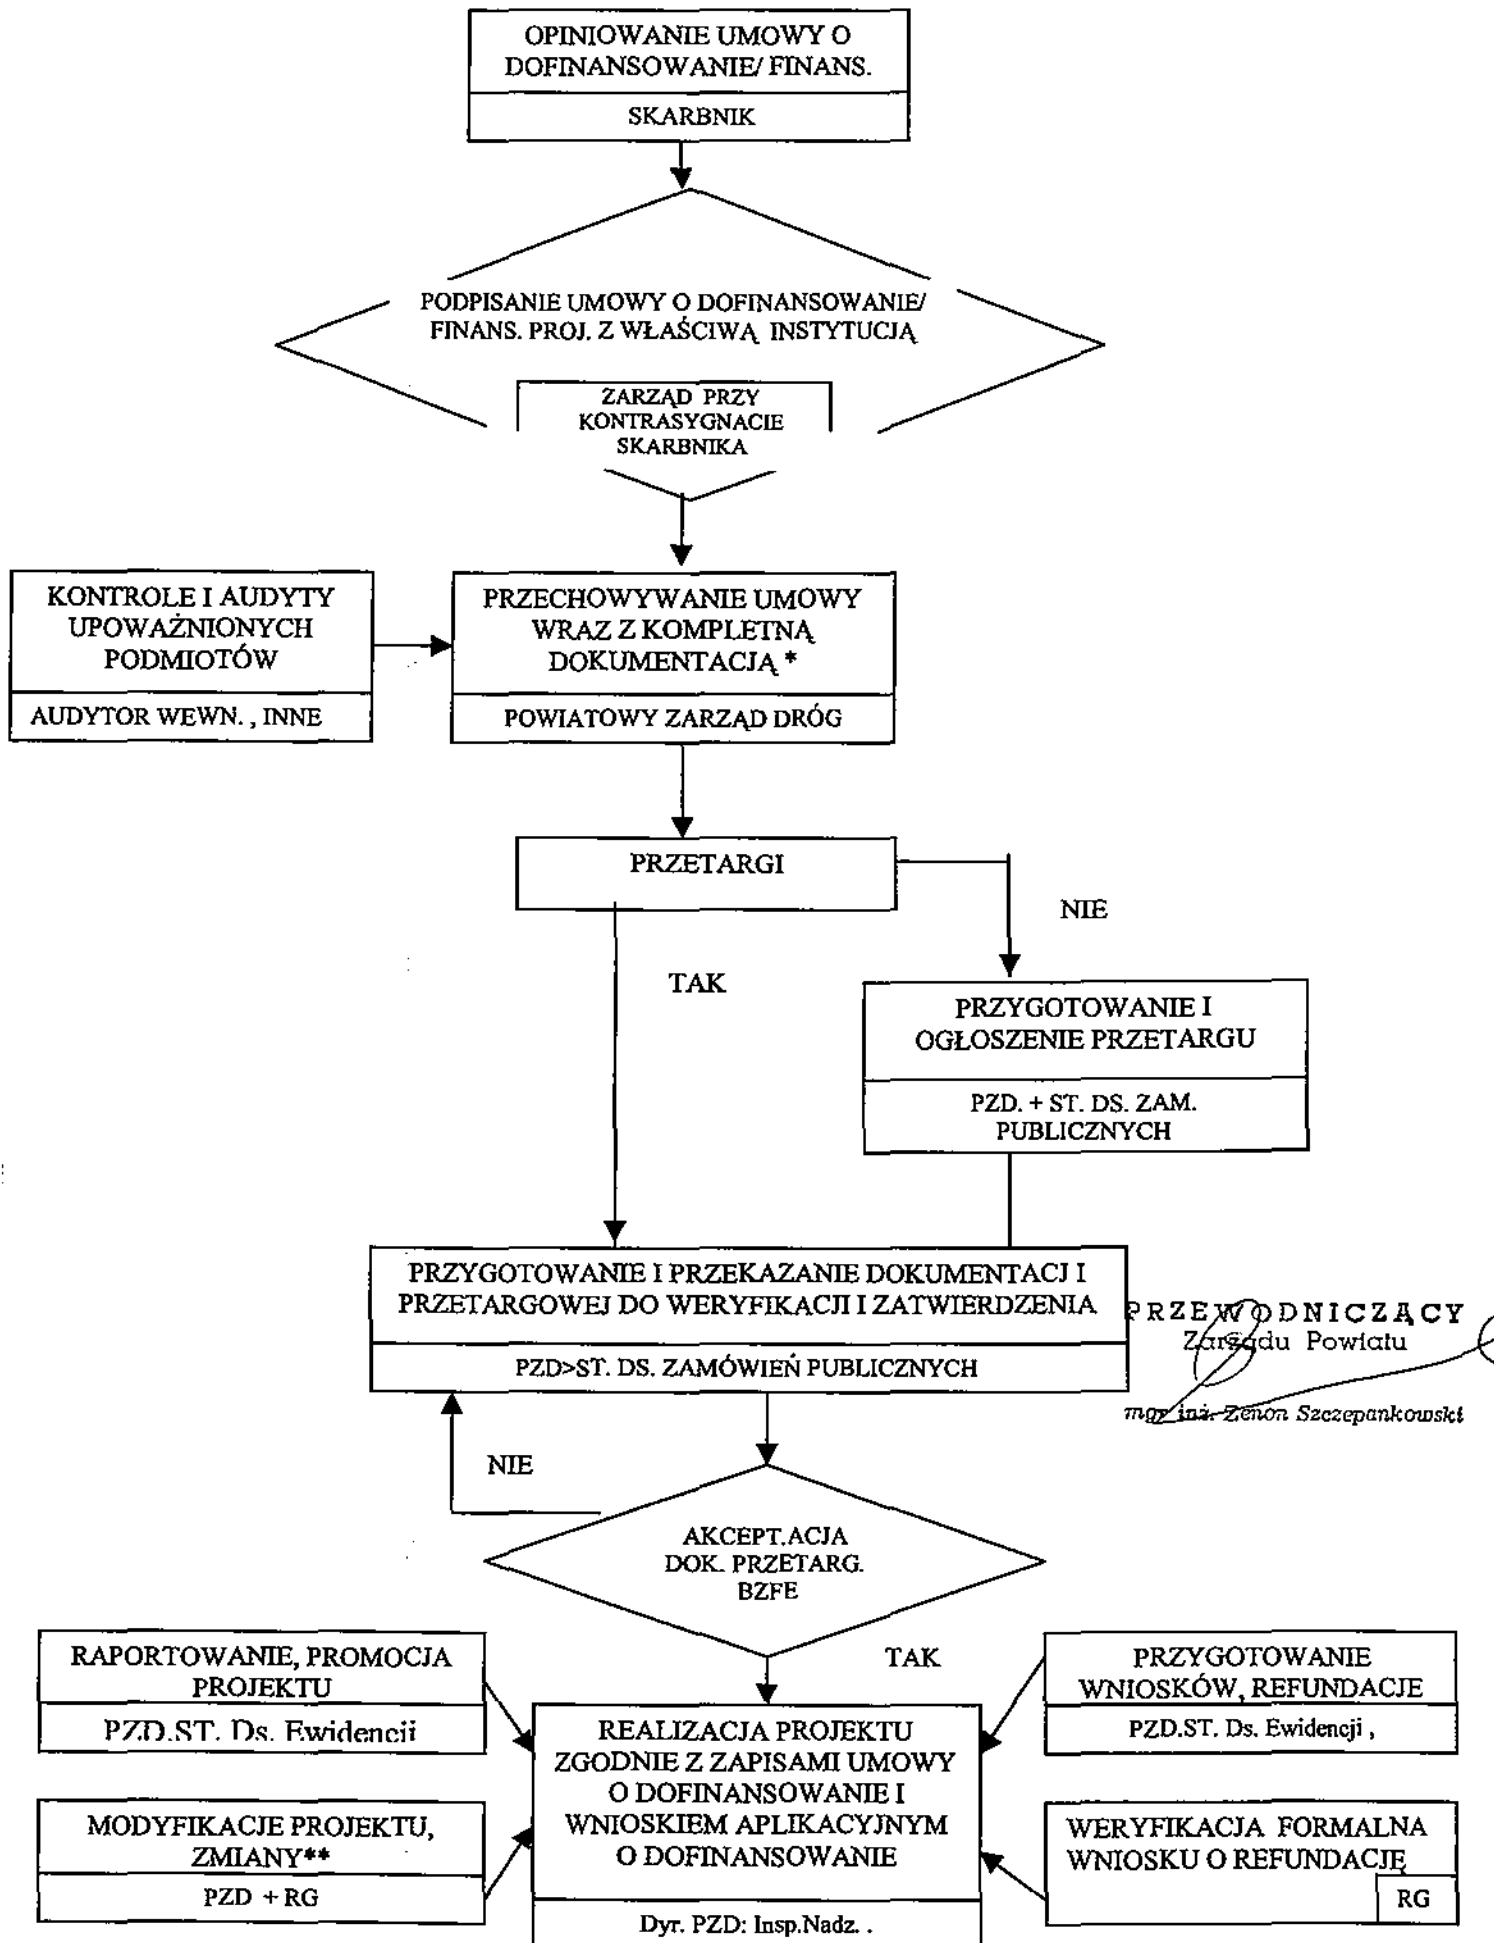 OPINIOWANIE UMOWY O
DOFINANSOWANIE/ FINANS.
SKARBNIK
PODPISANIE UMOWY O DOFINANSOWANIE/
FINANS. PROJ. Z WŁAŚCIWĄ INSTYTUCJĄ
ZARZĄD PRZY
KONTRASYGNACIE
SKARBNIKA
KONTROLE I AUDYTY
UPOWAŻNIONYCH
PODMIOTÓW
AUDYTOR WEWN. , INNE
PRZECHOWYWANIE UMOWY
WRAZ Z KOMPLETNĄ
DOKUMENTACJĄ *
POWIATOWY ZARZĄD DRÓG
PRZETARGI
NIE
TAK
PRZYGOTOWANIE I
OGŁOSZENIE PRZETARGU
PZD. + ST. DS. ZAM.
PUBLICZNYCH
PRZYGOTOWANIE I PRZEKAZANIE DOKUMENTACJ I
PRZETARGOWEJ DO WERYFIKACJI I ZATWIERDZENIA
PZD>ST. DS. ZAMÓWIEŃ PUBLICZNYCH
PRZEWODNICZĄCY
Zarządu Powiatu
mgr inż. Zenon Szczepankowski
NIE
AKCEPT.ACJA
DOK. PRZETARG.
BZFE
TAK
RAPORTOWANIE, PROMOCJA
PROJEKTU
PZD.ST. Ds. Ewidencji
PRZYGOTOWANIE
WNIOSKÓW, REFUNDACJE
PZD.ST. Ds. Ewidencji ,
REALIZACJA PROJEKTU
ZGODNIE Z ZAPISAMI UMOWY
O DOFINANSOWANIE I
WNIOSKIEM APLIKACYJNYM
O DOFINANSOWANIE
Dyr. PZD: Insp.Nadz. .
MODYFIKACJE PROJEKTU,
ZMIANY**
PZD + RG
WERYFIKACJA FORMALNA
WNIOSKU O REFUNDACJĘ
RG